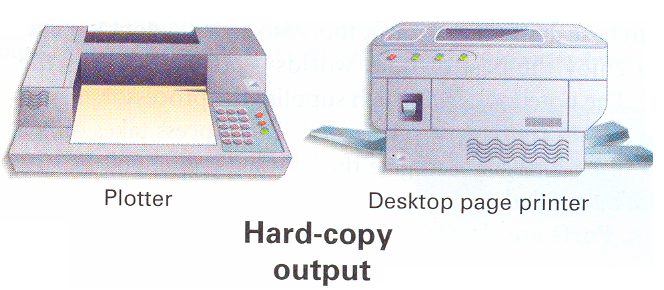 Plotter
Desktop page printer
Hard-copy
output